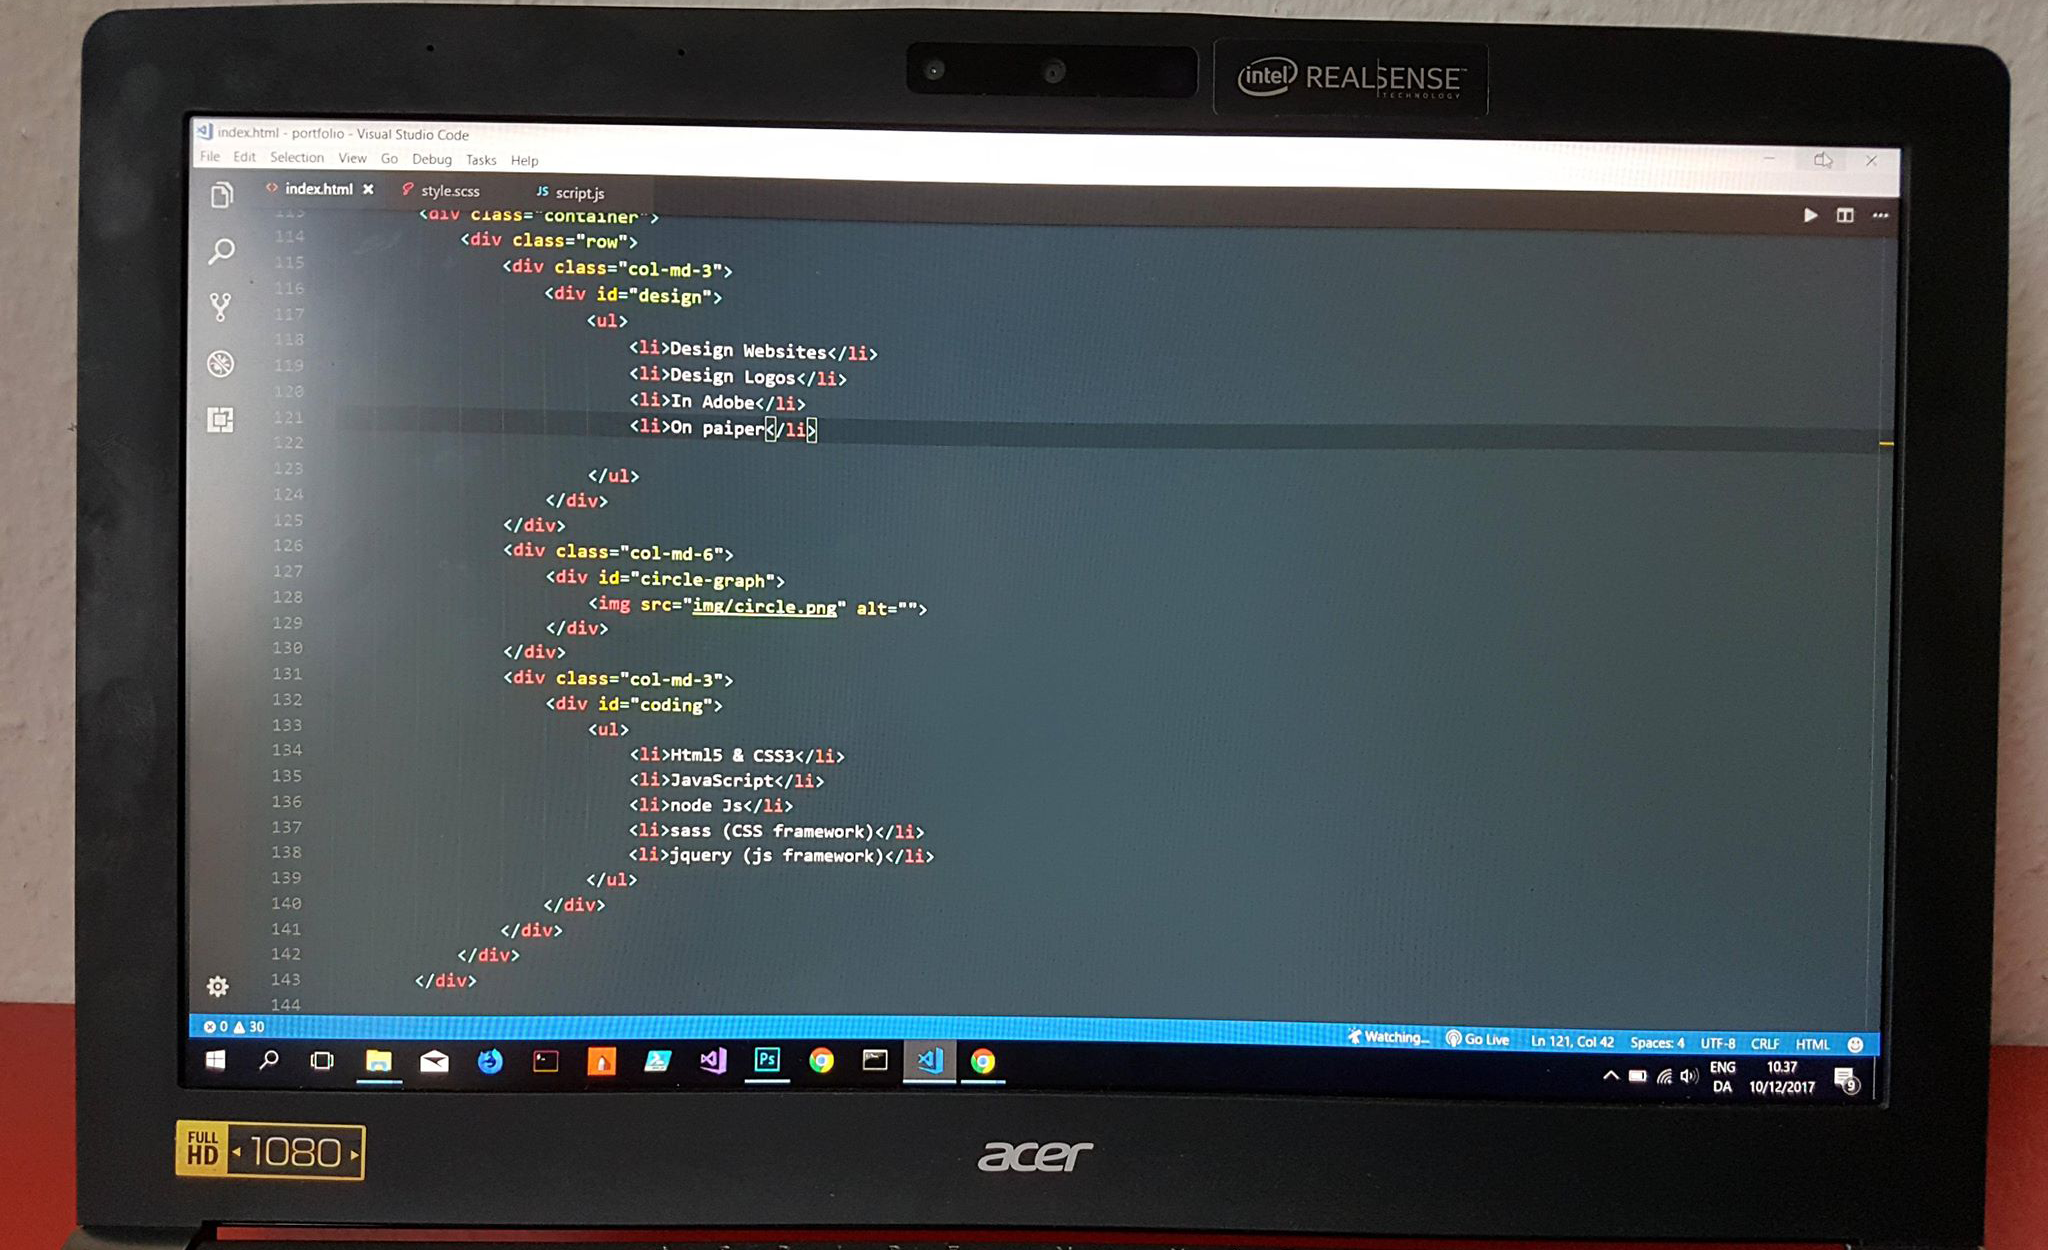 intel REALSENSE
TECHNOLOGY
index.html - portfolio - Visual Studio Code
File Edit Selection View Go Debug Tasks Help
<> index.html × style.scss JS script.js
113 <div class="container">
114 <div class="row">
115 <div class="col-md-3">
116 <div id="design">
117 <ul>
118 <li>Design Websites</li>
119 <li>Design Logos</li>
120 <li>In Adobe</li>
121 <li>On paiper</li>
122
123 </ul>
124 </div>
125 </div>
126 <div class="col-md-6">
127 <div id="circle-graph">
128 <img src="img/circle.png" alt="">
129 </div>
130 </div>
131 <div class="col-md-3">
132 <div id="coding">
133 <ul>
134 <li>Html5 & CSS3</li>
135 <li>JavaScript</li>
136 <li>node Js</li>
137 <li>sass (CSS framework)</li>
138 <li>jquery (js framework)</li>
139 </ul>
140 </div>
141 </div>
142 </div>
143 </div>
144
0 30 Watching... Go Live Ln 121, Col 42 Spaces: 4 UTF-8 CRLF HTML
Ps ENG 10.37
DA 10/12/2017 9
FULL HD 1080
acer